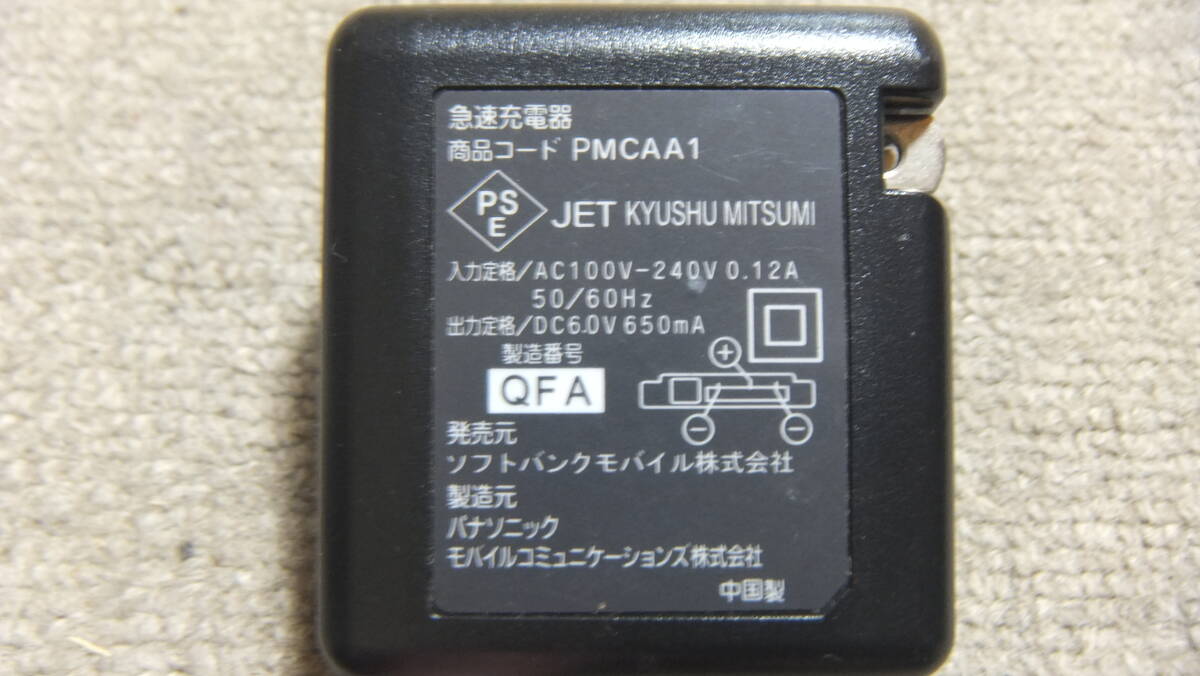 急速充電器
商品コード PMCAA1
PSE JET KYUSHU MITSUMI
入力定格/AC100V-240V 0.12A
50/60Hz
出力定格/DC6.0V 650mA
製造番号
QFA
発売元
ソフトバンクモバイル株式会社
製造元
パナソニック
モバイルコミュニケーションズ株式会社
中国製